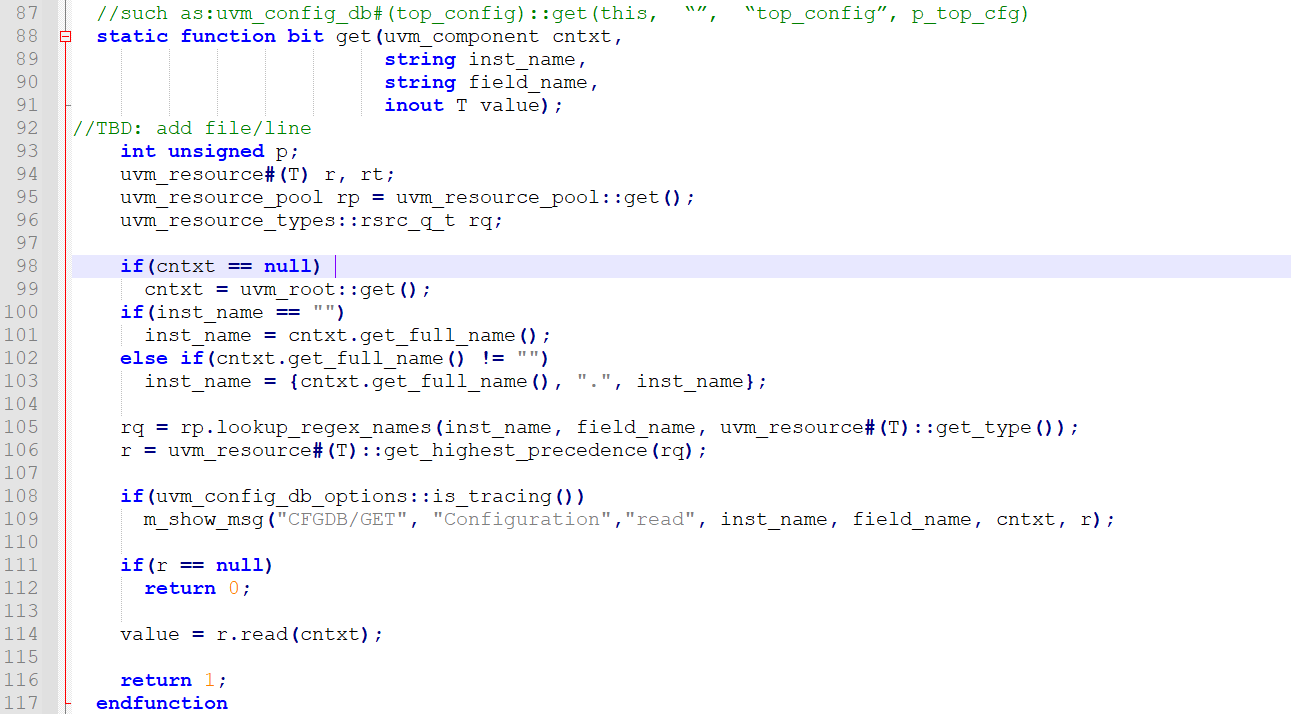 87 //such as:uvm_config_db#(top_config)::get(this, “”, “top_config”, p_top_cfg)
88 static function bit get(uvm_component cntxt,
89 string inst_name,
90 string field_name,
91 inout T value);
92 //TBD: add file/line
93 int unsigned p;
94 uvm_resource#(T) r, rt;
95 uvm_resource_pool rp = uvm_resource_pool::get();
96 uvm_resource_types::rsrc_q_t rq;
97
98 if(cntxt == null)
99 cntxt = uvm_root::get();
100 if(inst_name == "")
101 inst_name = cntxt.get_full_name();
102 else if(cntxt.get_full_name() != "")
103 inst_name = {cntxt.get_full_name(), ".", inst_name};
104
105 rq = rp.lookup_regex_names(inst_name, field_name, uvm_resource#(T)::get_type());
106 r = uvm_resource#(T)::get_highest_precedence(rq);
107
108 if(uvm_config_db_options::is_tracing())
109 m_show_msg("CFGDB/GET", "Configuration","read", inst_name, field_name, cntxt, r);
110
111 if(r == null)
112 return 0;
113
114 value = r.read(cntxt);
115
116 return 1;
117 endfunction